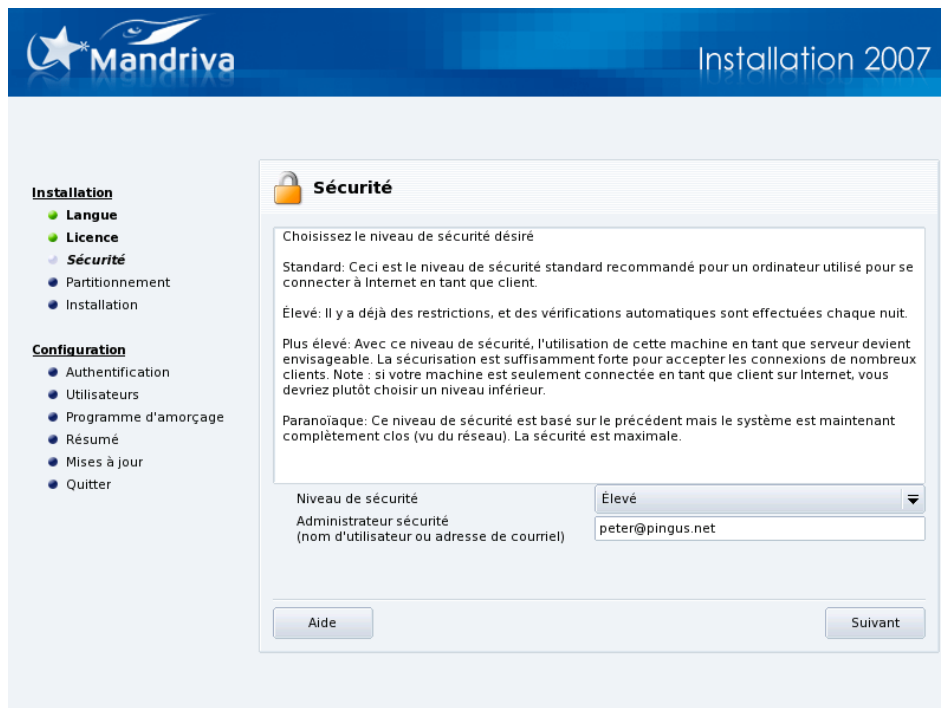 Mandriva
Installation 2007
Installation
Langue
Licence
Sécurité
Partitionnement
Installation
Configuration
Authentification
Utilisateurs
Programme d'amorçage
Résumé
Mises à jour
Quitter
Sécurité
Choisissez le niveau de sécurité désiré
Standard: Ceci est le niveau de sécurité standard recommandé pour un ordinateur utilisé pour se
connecter à Internet en tant que client.
Élevé: Il y a déjà des restrictions, et des vérifications automatiques sont effectuées chaque nuit.
Plus élevé: Avec ce niveau de sécurité, l'utilisation de cette machine en tant que serveur devient
envisageable. La sécurisation est suffisamment forte pour accepter les connexions de nombreux
clients. Note : si votre machine est seulement connectée en tant que client sur Internet, vous
devriez plutôt choisir un niveau inférieur.
Paranoïaque: Ce niveau de sécurité est basé sur le précédent mais le système est maintenant
complètement clos (vu du réseau). La sécurité est maximale.
Niveau de sécurité
Élevé
Administrateur sécurité
(nom d'utilisateur ou adresse de courriel)
peter@pingus.net
Aide
Suivant